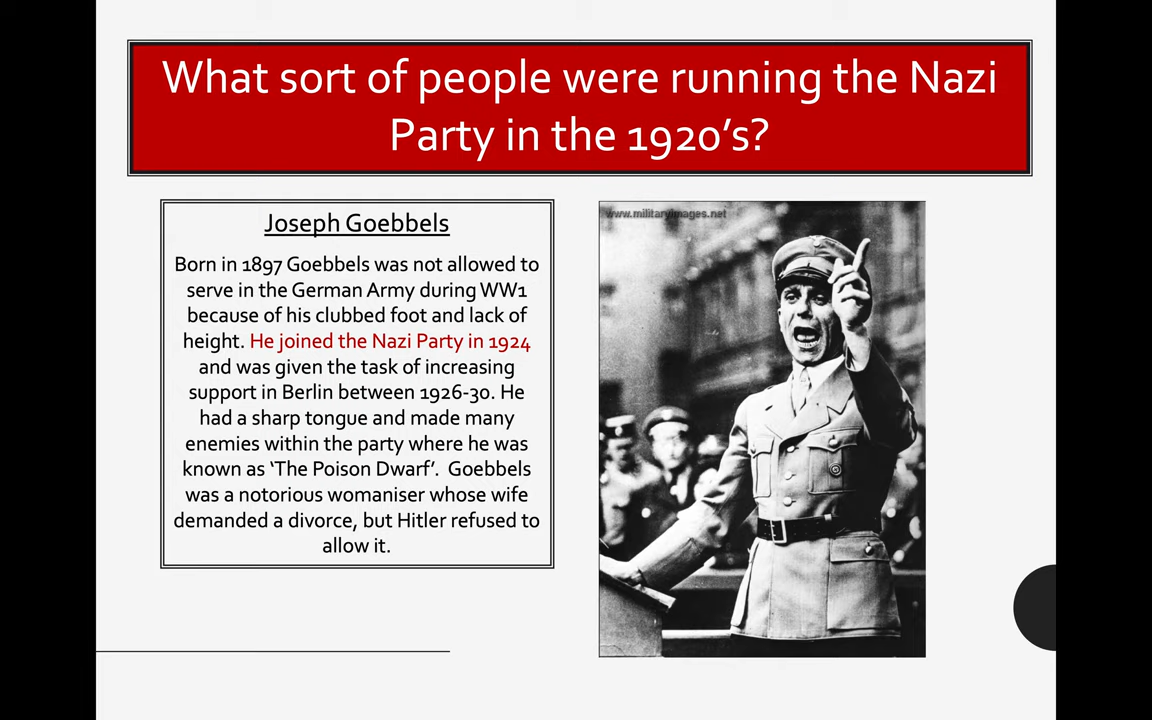 What sort of people were running the Nazi
Party in the 1920's?
Joseph Goebbels
Born in 1897 Goebbels was not allowed to
serve in the German Army during WW1
because of his clubbed foot and lack of
height. He joined the Nazi Party in 1924
and was given the task of increasing
support in Berlin between 1926-30. He
had a sharp tongue and made many
enemies within the party where he was
known as ‘The Poison Dwarf’. Goebbels
was a notorious womaniser whose wife
demanded a divorce, but Hitler refused to
allow it.
www.militaryimages.net